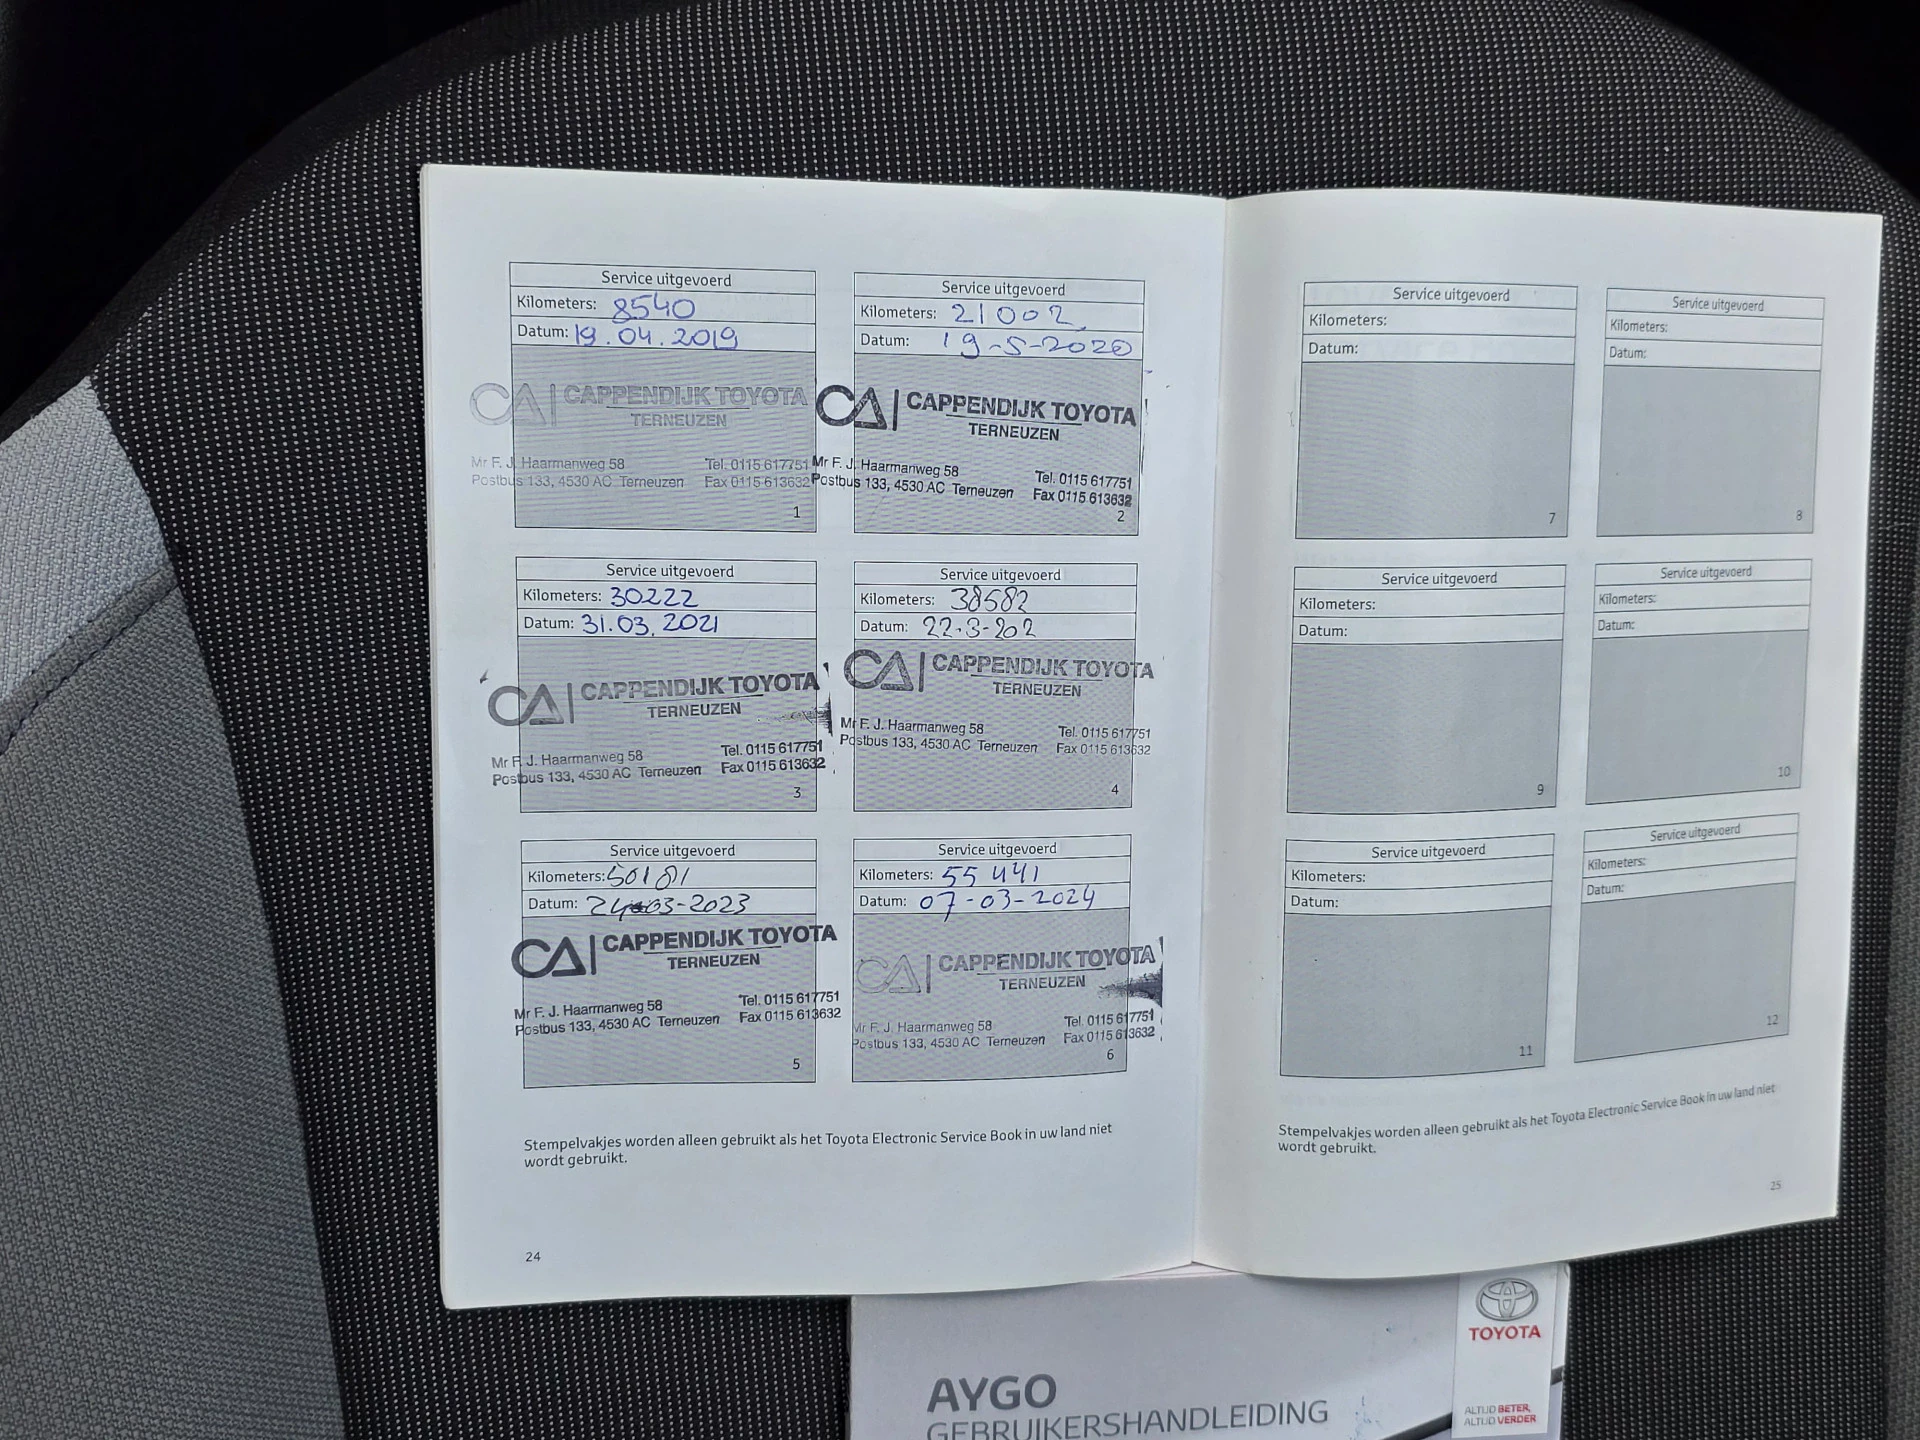 Service uitgevoerd
Kilometers: 8540
Datum: 19.04.2019
CA CAPPENDIJK TOYOTA
TERNEUZEN
Mr F. J. Haarmanweg 58 Tel. 0115 617751
Postbus 133, 4530 AC Terneuzen Fax 0115 613632
1
Service uitgevoerd
Kilometers: 21002
Datum: 19-5-2020
CA CAPPENDIJK TOYOTA
TERNEUZEN
Mr F. J. Haarmanweg 58 Tel. 0115 617751
Postbus 133, 4530 AC Terneuzen Fax 0115 613632
2
Service uitgevoerd
Kilometers: 30222
Datum: 31.03.2021
CA CAPPENDIJK TOYOTA
TERNEUZEN
Mr F. J. Haarmanweg 58 Tel. 0115 617751
Postbus 133, 4530 AC Terneuzen Fax 0115 613632
3
Service uitgevoerd
Kilometers: 38582
Datum: 22-3-202
CA CAPPENDIJK TOYOTA
TERNEUZEN
Mr F. J. Haarmanweg 58 Tel. 0115 617751
Postbus 133, 4530 AC Terneuzen Fax 0115 613632
4
Service uitgevoerd
Kilometers: 50181
Datum: 24-03-2023
CA CAPPENDIJK TOYOTA
TERNEUZEN
Mr F. J. Haarmanweg 58 Tel. 0115 617751
Postbus 133, 4530 AC Terneuzen Fax 0115 613632
5
Service uitgevoerd
Kilometers: 55441
Datum: 07-03-2024
CA CAPPENDIJK TOYOTA
TERNEUZEN
Mr F. J. Haarmanweg 58 Tel. 0115 617751
Postbus 133, 4530 AC Terneuzen Fax 0115 613632
6
Stempelvakjes worden alleen gebruikt als het Toyota Electronic Service Book in uw land niet
wordt gebruikt.
24
Service uitgevoerd
Kilometers:
Datum:
7
Service uitgevoerd
Kilometers:
Datum:
8
Service uitgevoerd
Kilometers:
Datum:
9
Service uitgevoerd
Kilometers:
Datum:
10
Service uitgevoerd
Kilometers:
Datum:
11
Service uitgevoerd
Kilometers:
Datum:
12
Stempelvakjes worden alleen gebruikt als het Toyota Electronic Service Book in uw land niet
wordt gebruikt.
25
TOYOTA
ALTIJD BETER,
ALTIJD VERDER
AYGO
GEBRUIKERSHANDLEIDING